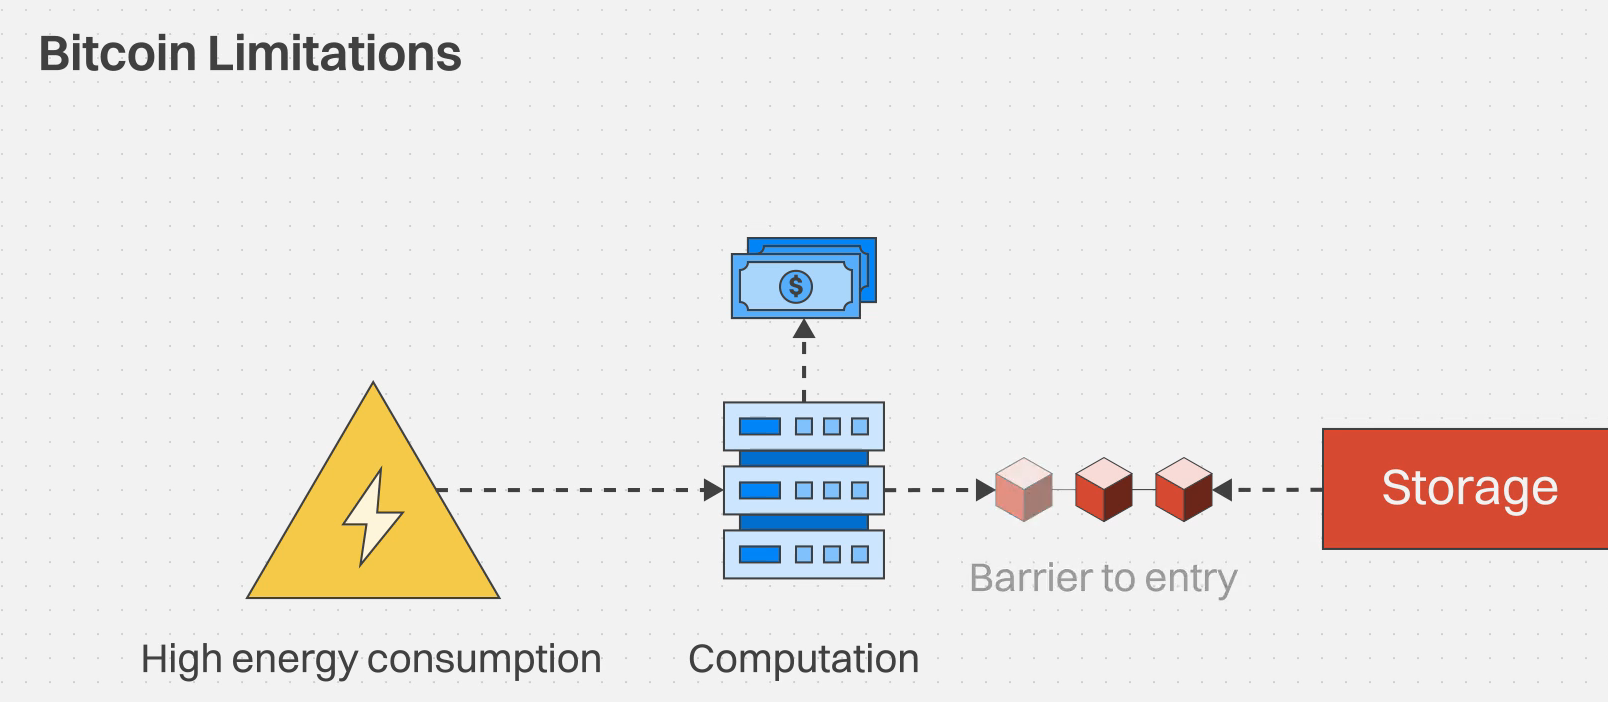 Bitcoin Limitations
$
Storage
Barrier to entry
High energy consumption
Computation